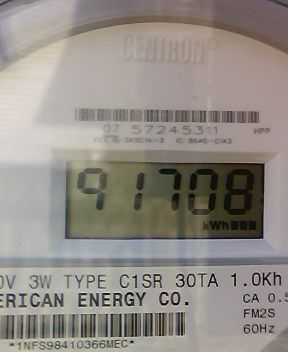 CENTRON®
07 57245311 HPP
91708
kWh
0V 3W TYPE C1SR 30TA 1.0Kh
ERICAN ENERGY CO. CA 0.5
FM2S
*1NFS98410366MEC* 60Hz